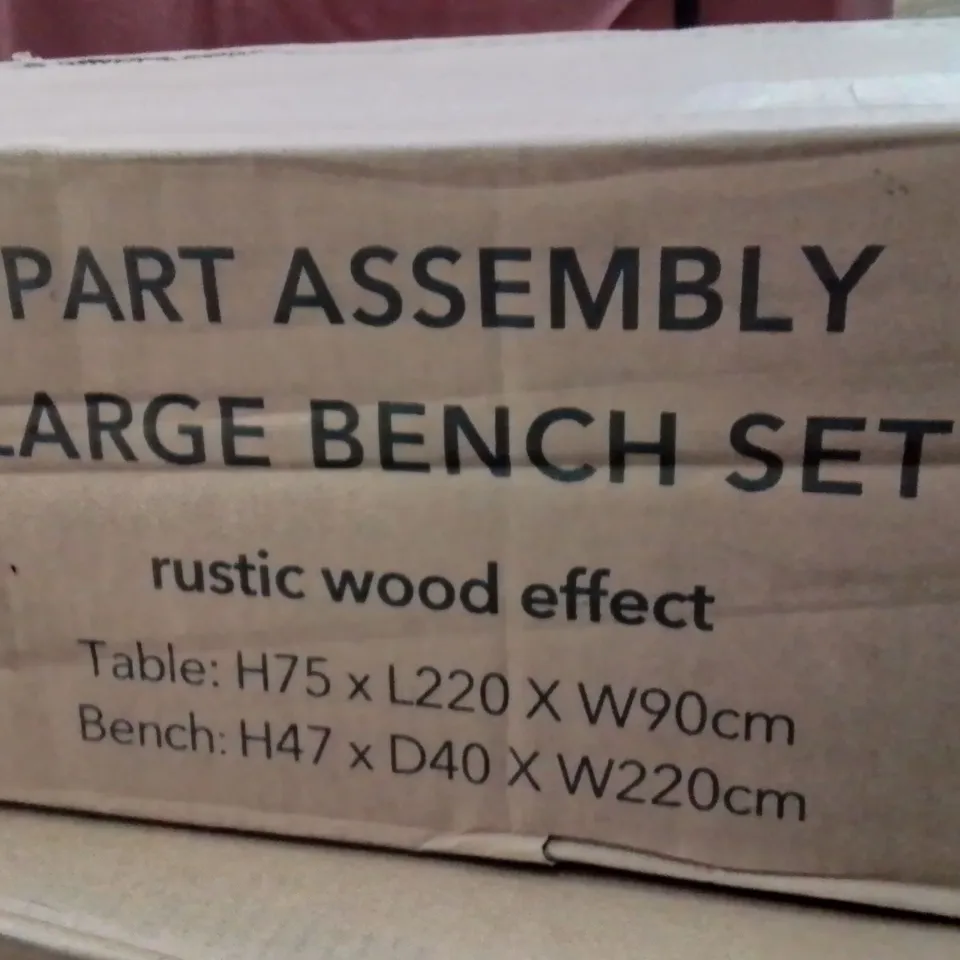 PART ASSEMBLY
LARGE BENCH SET
rustic wood effect
Table: H75 x L220 X W90cm
Bench: H47 x D40 X W220cm